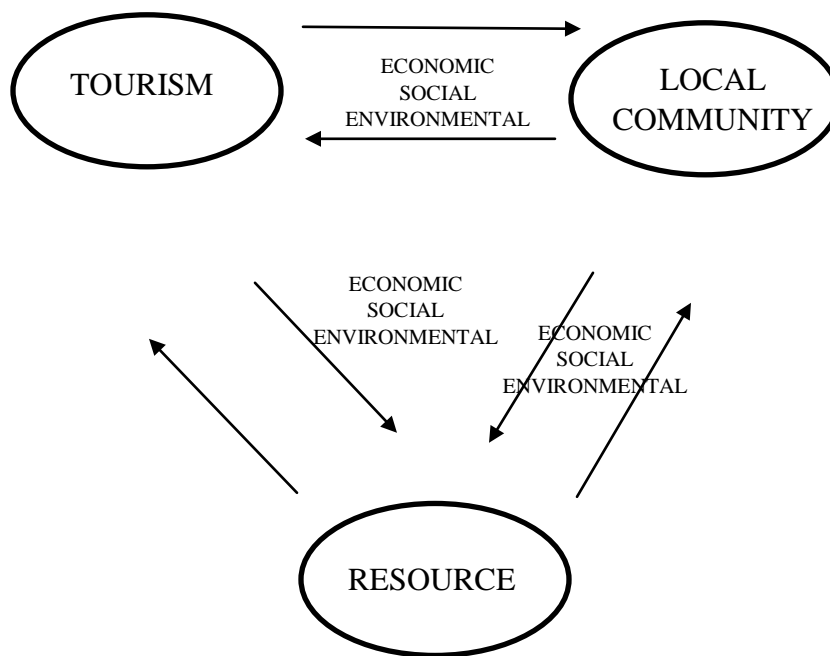 TOURISM
ECONOMIC
SOCIAL
ENVIRONMENTAL
LOCAL
COMMUNITY
ECONOMIC
SOCIAL
ENVIRONMENTAL
ECONOMIC
SOCIAL
ENVIRONMENTAL
RESOURCE